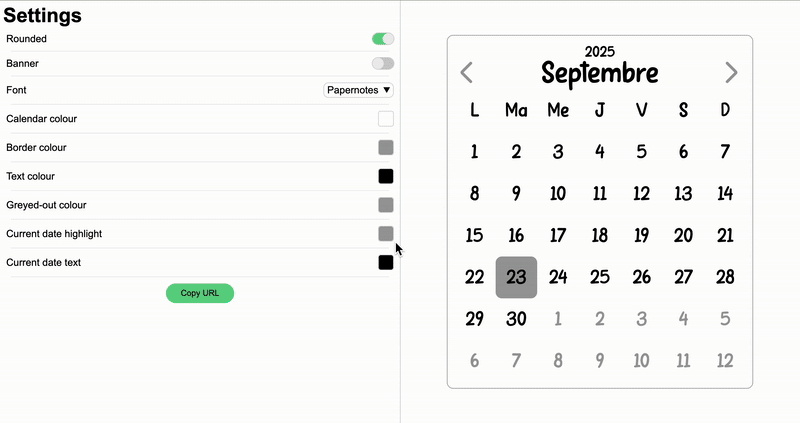 Settings
Rounded
Banner
Font Papernotes ▼
Calendar colour
Border colour
Text colour
Greyed-out colour
Current date highlight
Current date text
Copy URL
2025
Septembre
L Ma Me J V S D
1 2 3 4 5 6 7
8 9 10 11 12 13 14
15 16 17 18 19 20 21
22 23 24 25 26 27 28
29 30 1 2 3 4 5
6 7 8 9 10 11 12